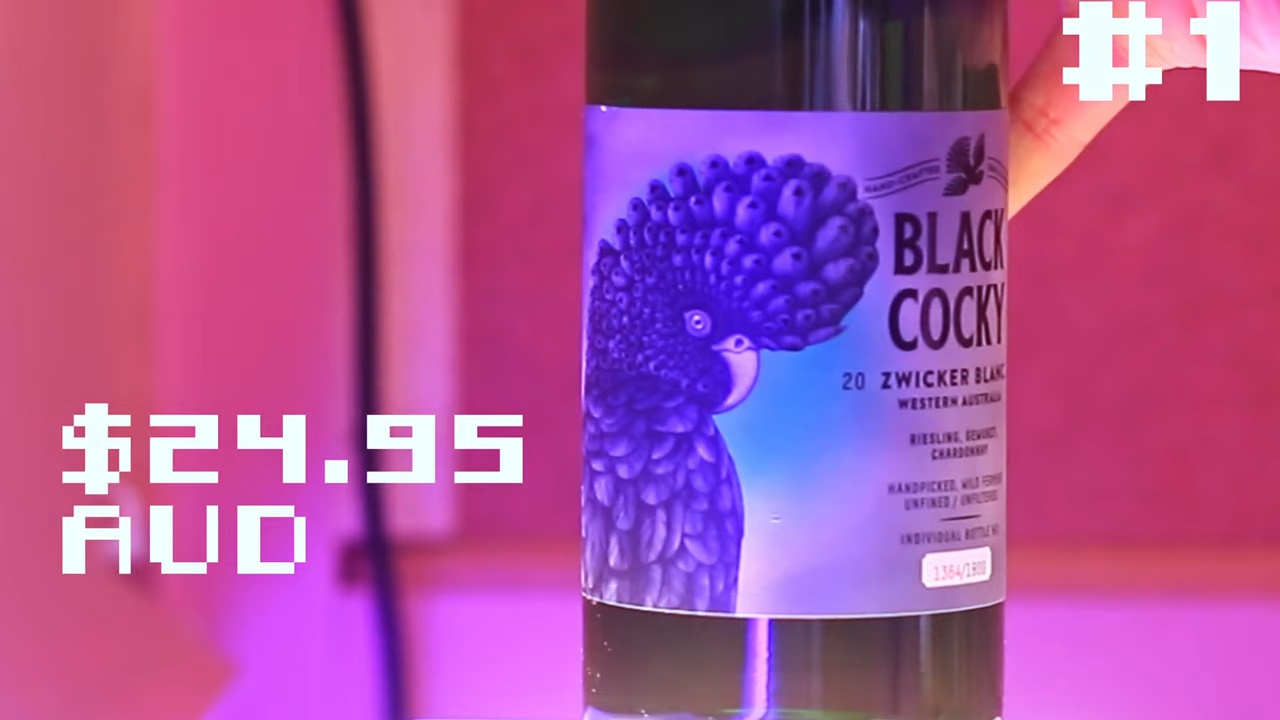 #1
HAND-CRAFTED
BLACK
COCKY
20 ZWICKER BLANC
WESTERN AUSTRALIA
RIESLING, GEWURZT,
CHARDONNAY
HANDPICKED, WILD FERMENT
UNFINED / UNFILTERED
INDIVIDUAL BOTTLE NO.
1364/1800
$24.95
AUD